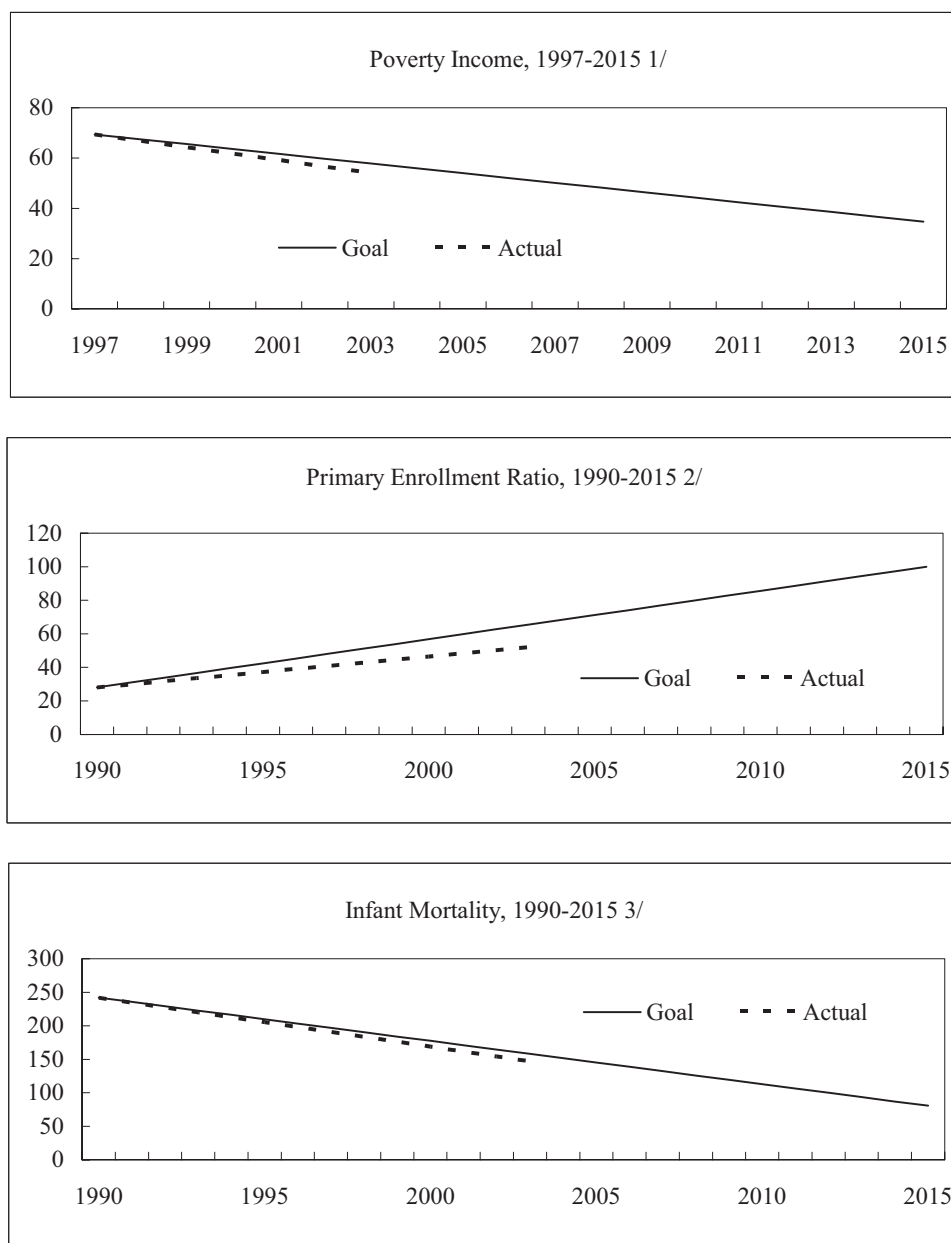 Poverty Income, 1997-2015 1/
80
60
40
20
0
Goal Actual
1997 1999 2001 2003 2005 2007 2009 2011 2013 2015
Primary Enrollment Ratio, 1990-2015 2/
120
100
80
60
40
20
0
Goal Actual
1990 1995 2000 2005 2010 2015
Infant Mortality, 1990-2015 3/
300
250
200
150
100
50
0
Goal Actual
1990 1995 2000 2005 2010 2015